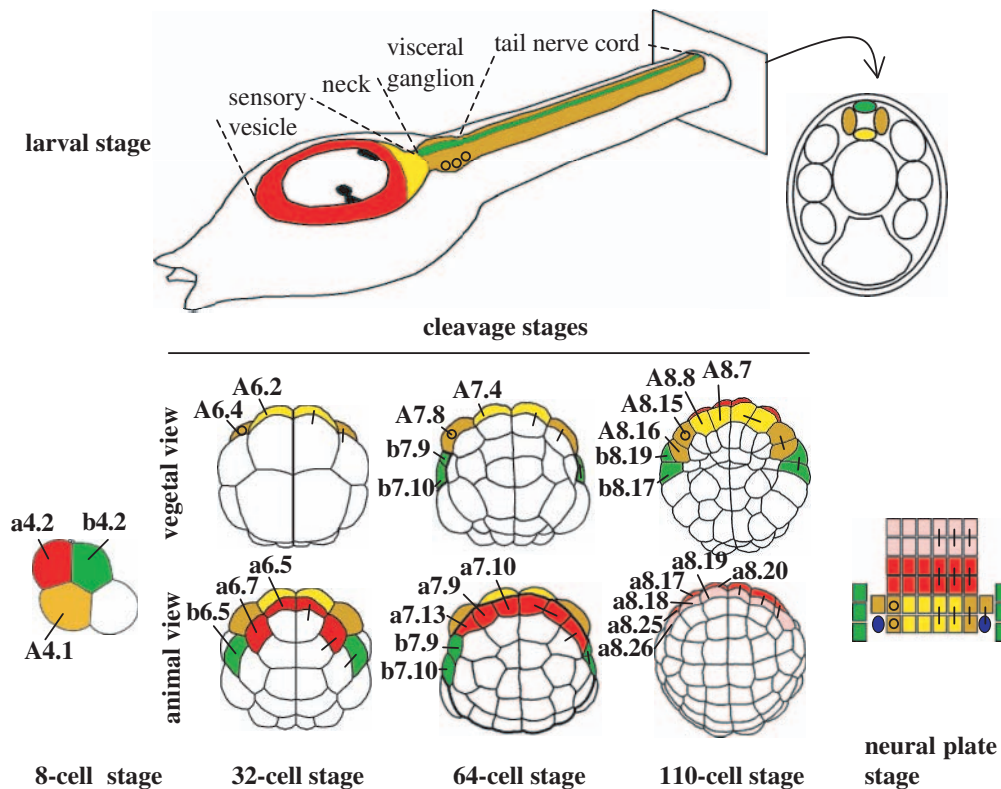 visceral
ganglion
tail nerve cord
neck
sensory
vesicle
larval stage
cleavage stages
vegetal view
A6.2
A6.4
A7.4
A7.8
b7.9
b7.10
A8.8
A8.7
A8.15
A8.16
b8.19
b8.17
a4.2
b4.2
A4.1
animal view
a6.5
a6.7
b6.5
a7.10
a7.9
a7.13
b7.9
b7.10
a8.19
a8.17
a8.20
a8.18
a8.25
a8.26
8-cell stage
32-cell stage
64-cell stage
110-cell stage
neural plate
stage